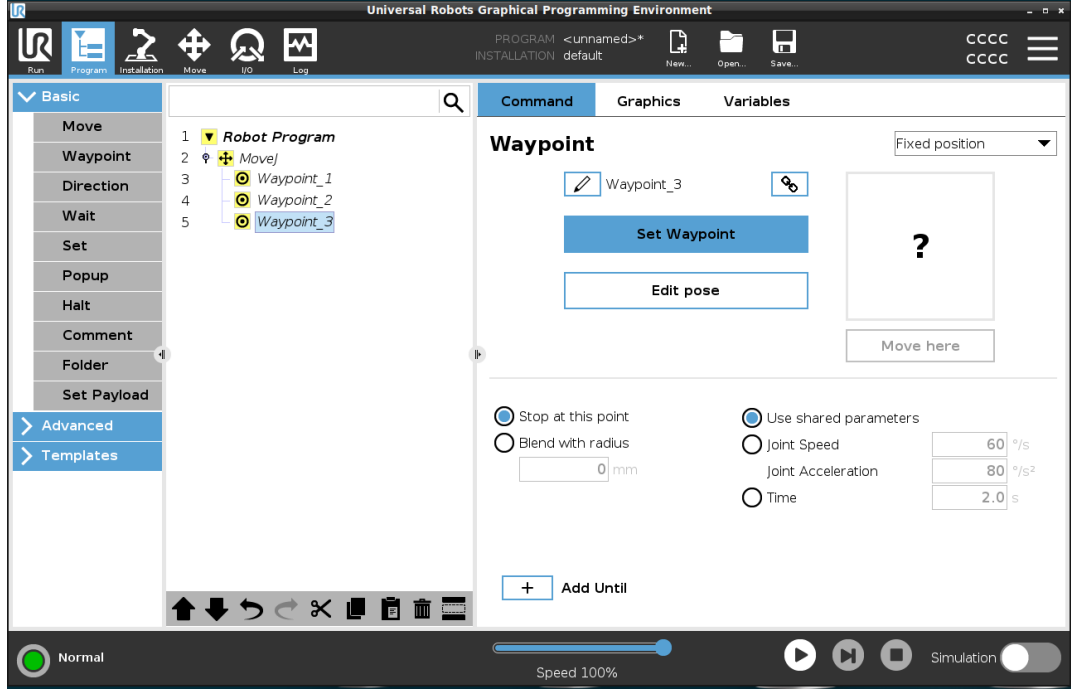 Universal Robots Graphical Programming Environment
UR
Run
Program
Installation
Move
I/O
Log
PROGRAM <unnamed>*
INSTALLATION default
New...
Open...
Save...
CCCC
CCCC
Basic
Move
Waypoint
Direction
Wait
Set
Popup
Halt
Comment
Folder
Set Payload
Advanced
Templates
1 Robot Program
2 MoveJ
3 Waypoint_1
4 Waypoint_2
5 Waypoint_3
Command Graphics Variables
Waypoint
Fixed position
Waypoint_3
Set Waypoint
Edit pose
?
Move here
Stop at this point
Blend with radius
0 mm
Use shared parameters
Joint Speed 60 °/s
Joint Acceleration 80 °/s²
Time 2.0 s
+ Add Until
Normal
Speed 100%
Simulation